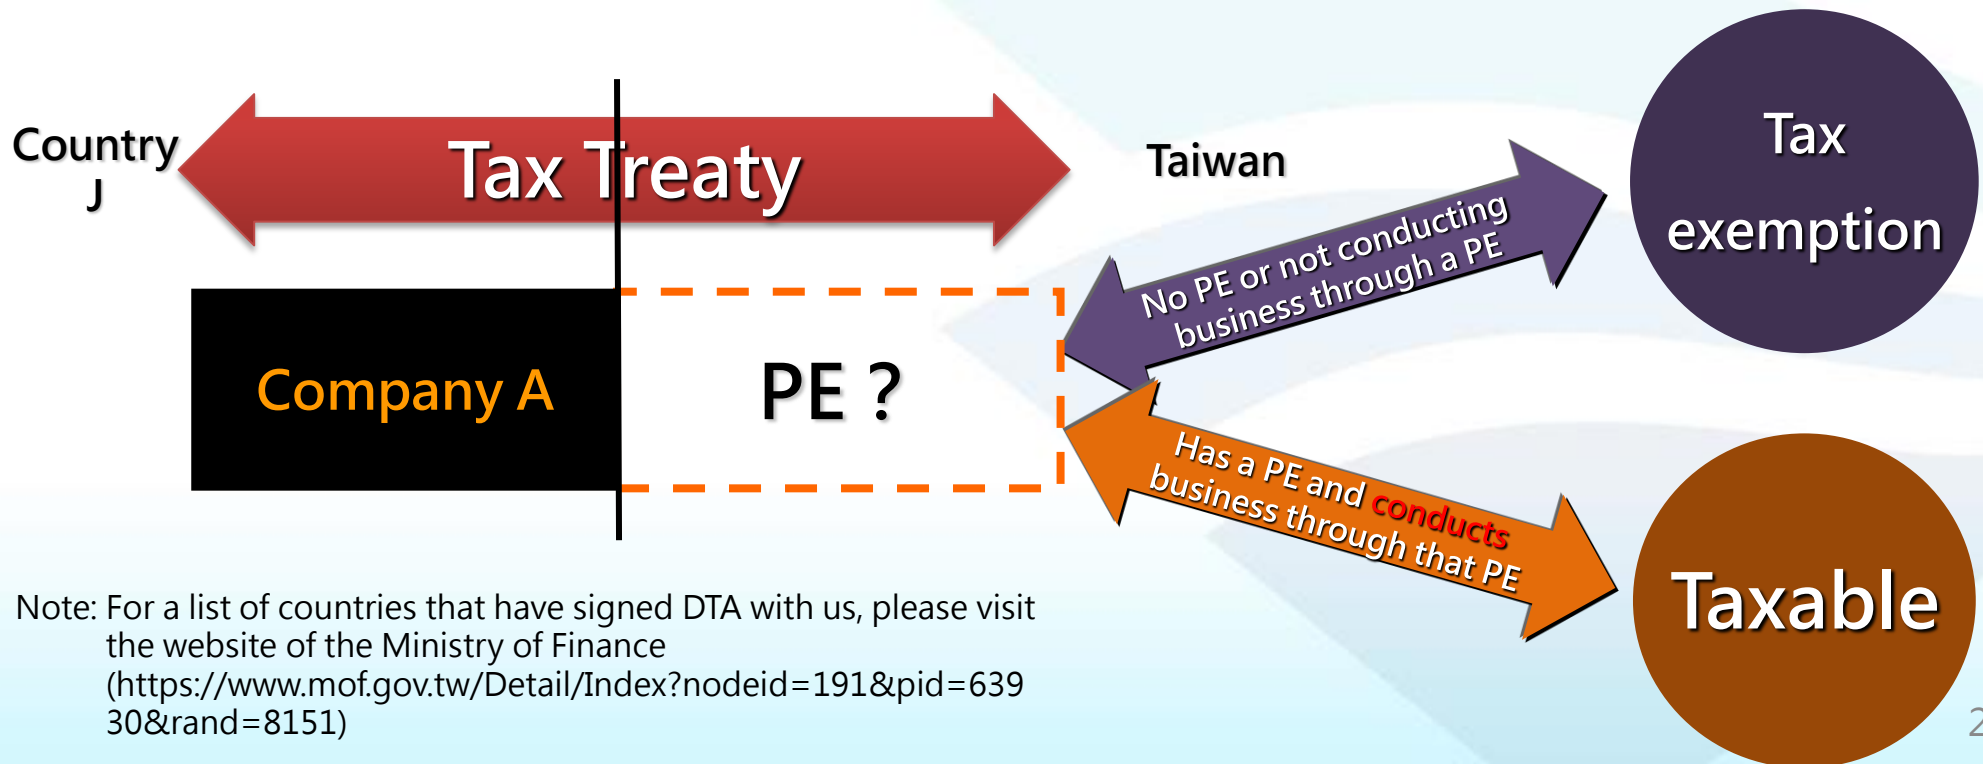 Country
J
Tax Treaty
Taiwan
Tax
exemption
No PE or not conducting
business through a PE
Company A
PE ?
Has a PE and conducts
business through that PE
Taxable
Note: For a list of countries that have signed DTA with us, please visit
the website of the Ministry of Finance
(https://www.mof.gov.tw/Detail/Index?nodeid=191&pid=639
30&rand=8151)
2